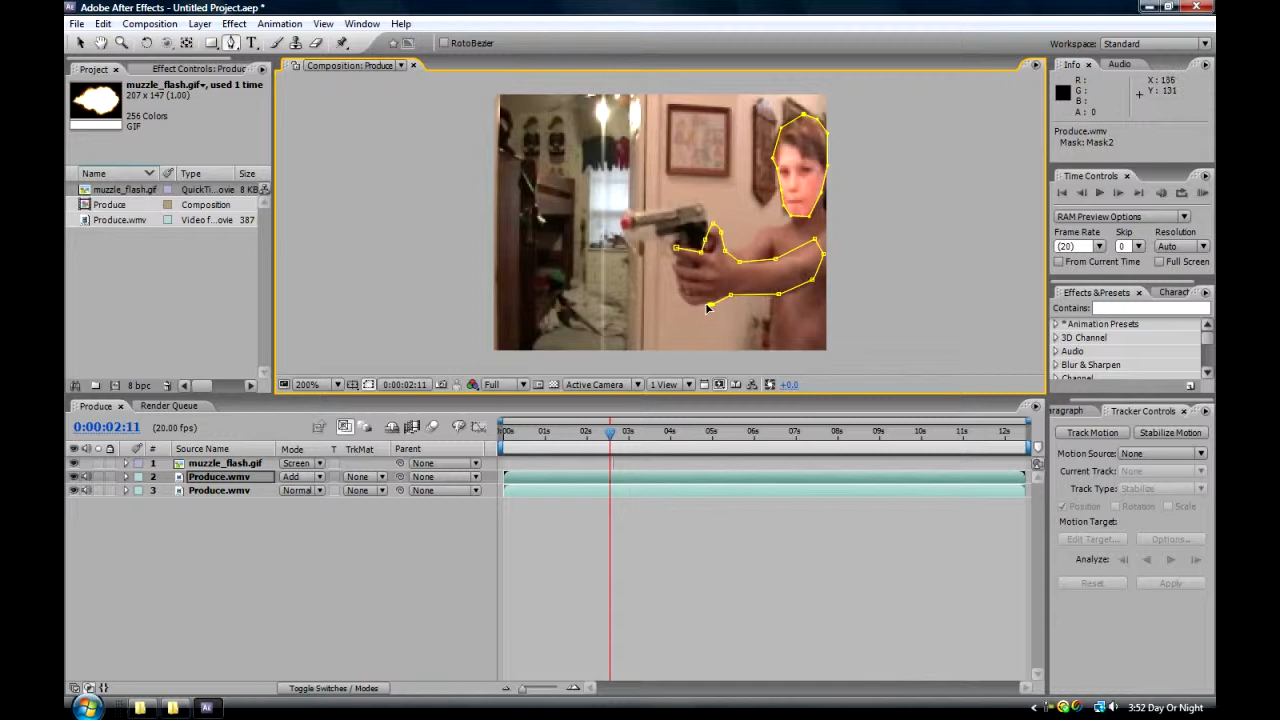 Adobe After Effects - Untitled Project.aep *
File Edit Composition Layer Effect Animation View Window Help
RotoBezier
Workspace: Standard
Project Effect Controls: Produc
Composition: Produce
Info Audio
muzzle_flash.gif, used 1 time
207 x 147 (1.00)
256 Colors
GIF
R :
G :
B :
A : 0
X : 136
Y : 131
Produce.wmv
Mask: Mask2
Name Type Size
muzzle_flash.gif QuickTi...ovie 8 KB
Produce Composition
Produce.wmv Video f...ovie 387
Time Controls
RAM Preview Options
Frame Rate Skip Resolution
(20) 0 Auto
From Current Time Full Screen
Effects & Presets Charact
Contains:
* Animation Presets
3D Channel
Audio
Blur & Sharpen
Channel
8 bpc
200% 0:00:02:11 Full Active Camera 1 View +0.0
Produce Render Queue
0:00:02:11 (20.00 fps)
:00s 01s 02s 03s 04s 05s 06s 07s 08s 09s 10s 11s 12s
# Source Name Mode T TrkMat Parent
1 muzzle_flash.gif Screen None
2 Produce.wmv Add None None
3 Produce.wmv Normal None None
aragraph Tracker Controls
Track Motion Stabilize Motion
Motion Source: None
Current Track: None
Track Type: Stabilize
Position Rotation Scale
Motion Target:
Edit Target... Options...
Analyze:
Reset Apply
Toggle Switches / Modes
Ae
3:52 Day Or Night